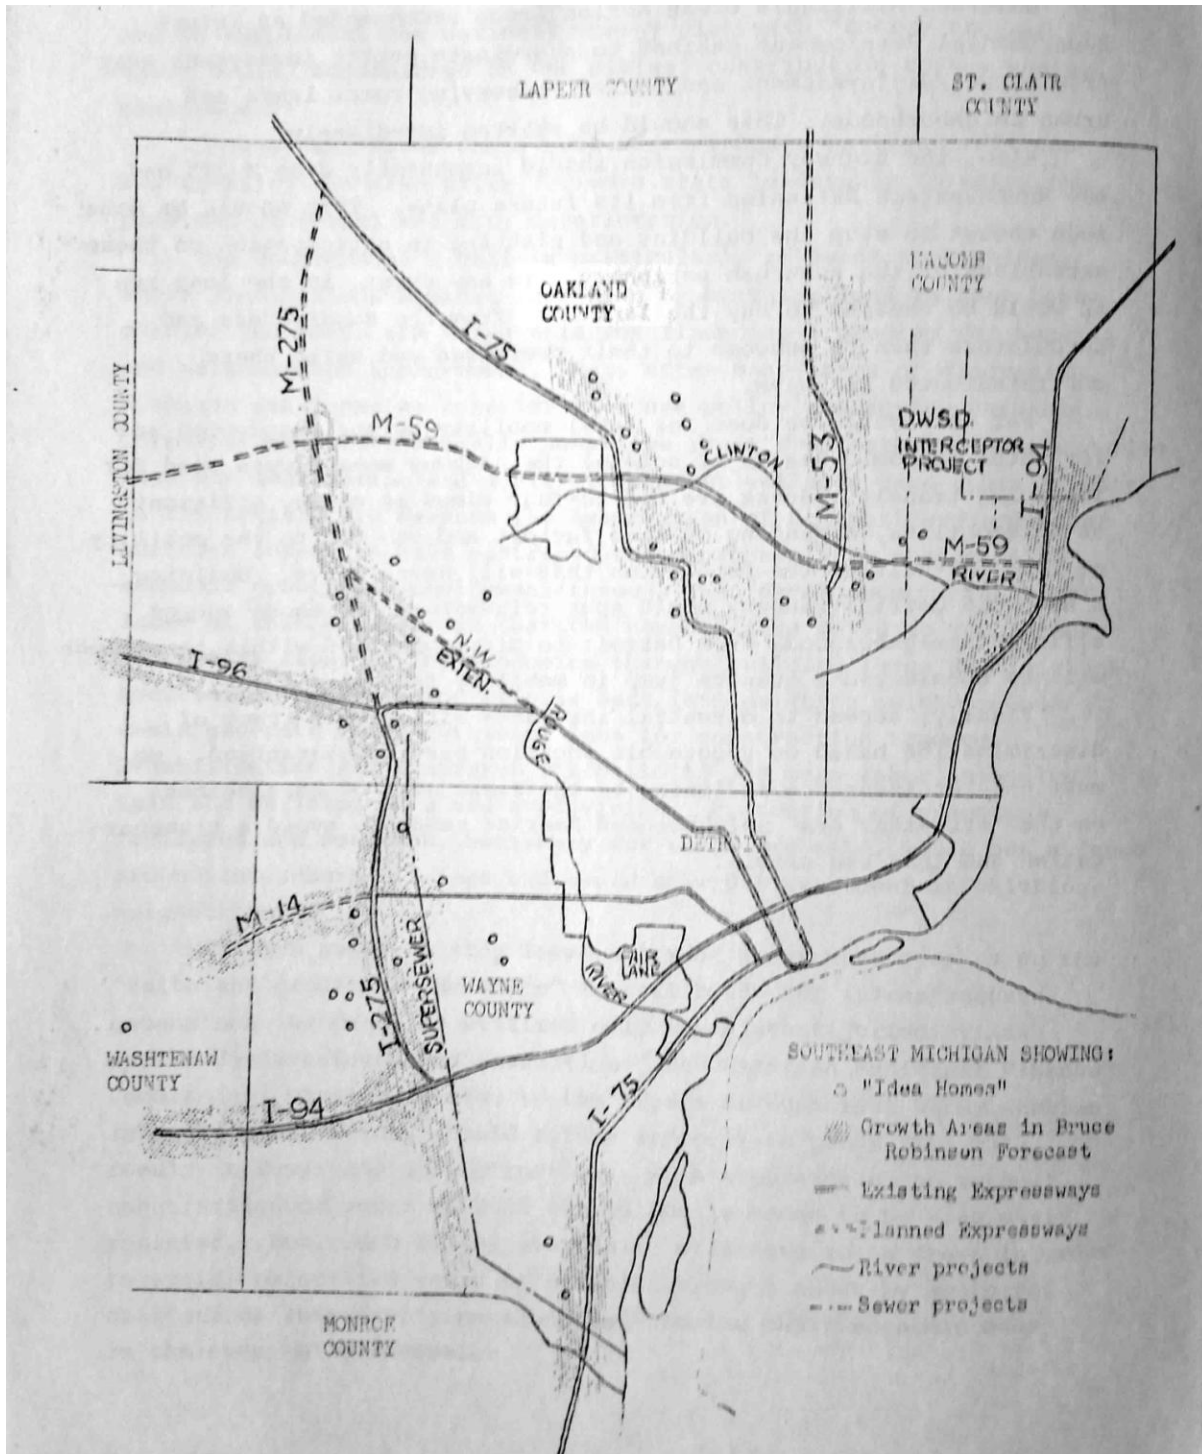 LAPEER COUNTY
ST. CLAIR
COUNTY
MACOMB
COUNTY
OAKLAND
COUNTY
I-75
M-275
LIVINGSTON COUNTY
M-59
CLINTON
M-53
D.W.S.D.
INTERCEPTOR
PROJECT
I-94
M-59
RIVER
I-96
N.W.
EXTEN.
ROUGE
DETROIT
M-14
SUPERSEWER
FAIR
LANE
RIVER
WAYNE
COUNTY
I-275
WASHTENAW
COUNTY
I-94
I-75
MONROE
COUNTY
SOUTHEAST MICHIGAN SHOWING:
"Idea Homes"
Growth Areas in Bruce
Robinson Forecast
Existing Expressways
Planned Expressways
River projects
Sewer projects